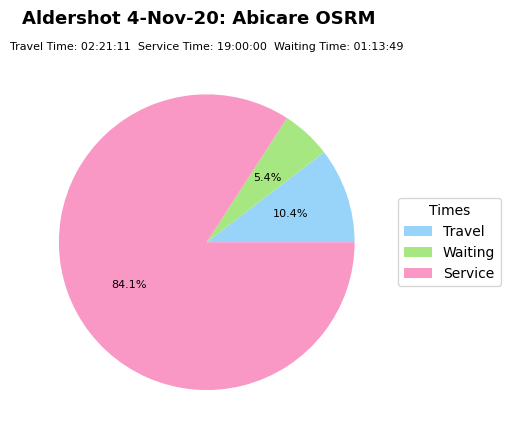 Aldershot 4-Nov-20: Abicare OSRM
Travel Time: 02:21:11  Service Time: 19:00:00  Waiting Time: 01:13:49
5.4%
10.4%
84.1%
Times
Travel
Waiting
Service